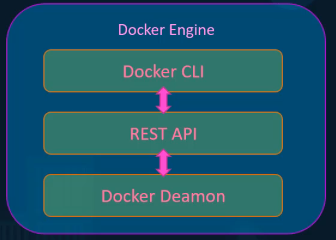 Docker Engine
Docker CLI
REST API
Docker Deamon